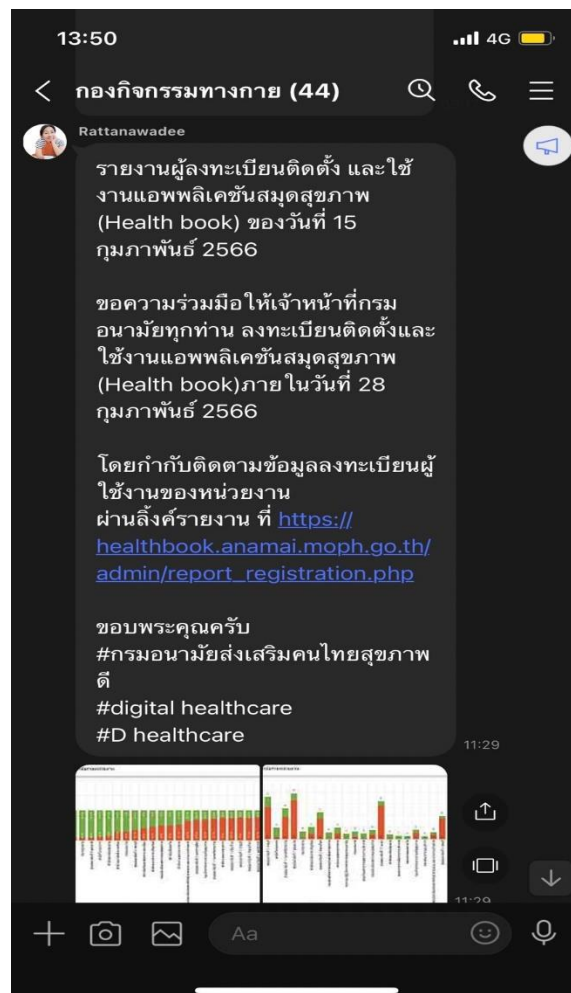 13:50
4G
กองกิจกรรมทางกาย (44)
Rattanawadee
รายงานผู้ลงทะเบียนติดตั้ง และใช้
งานแอพพลิเคชันสมุดสุขภาพ
(Health book) ของวันที่ 15
กุมภาพันธ์ 2566
ขอความร่วมมือให้เจ้าหน้าที่กรม
อนามัยทุกท่าน ลงทะเบียนติดตั้งและ
ใช้งานแอพพลิเคชันสมุดสุขภาพ
(Health book)ภายในวันที่ 28
กุมภาพันธ์ 2566
โดยกำกับติดตามข้อมูลลงทะเบียนผู้
ใช้งานของหน่วยงาน
ผ่านลิ้งค์รายงาน ที่ https://
healthbook.anamai.moph.go.th/
admin/report_registration.php
ขอบพระคุณครับ
#กรมอนามัยส่งเสริมคนไทยสุขภาพ
ดี
#digital healthcare
#D healthcare
11:29
11:29
Aa